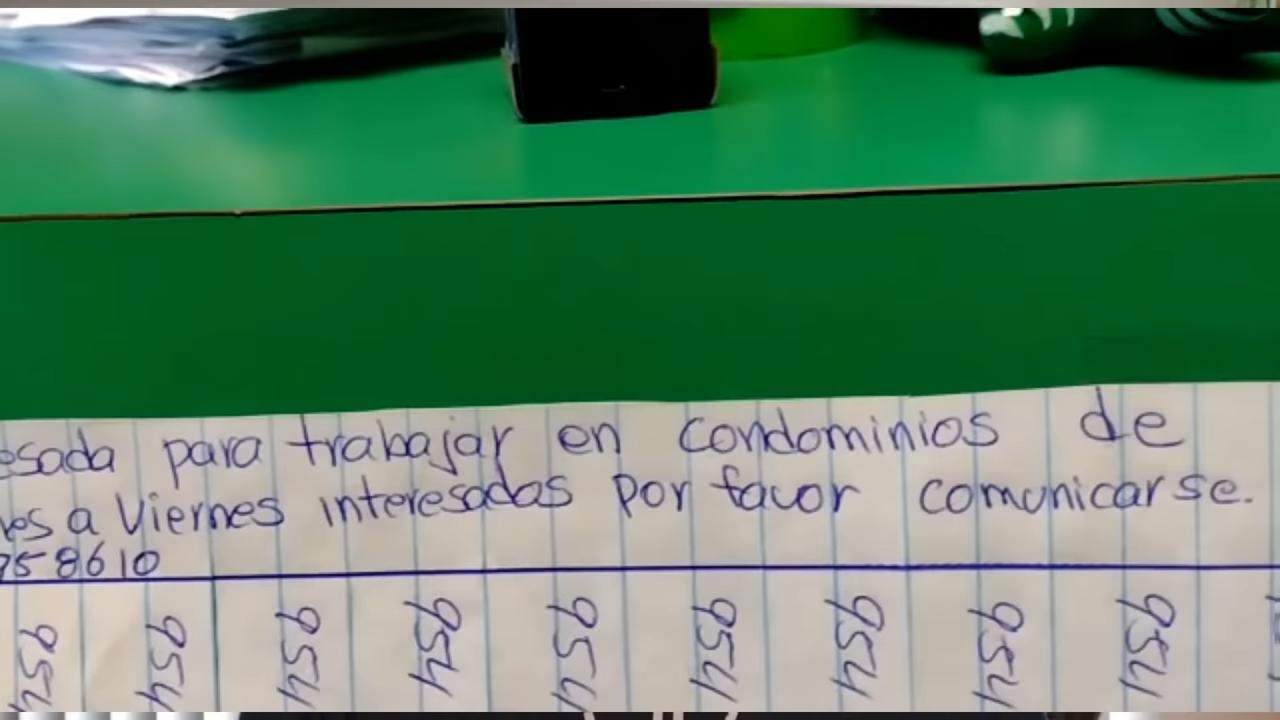 esada para trabajar en condominios de
es a Viernes interesadas por favor comunicarse.
958610
954 954 954 954 954 954 954 954 954